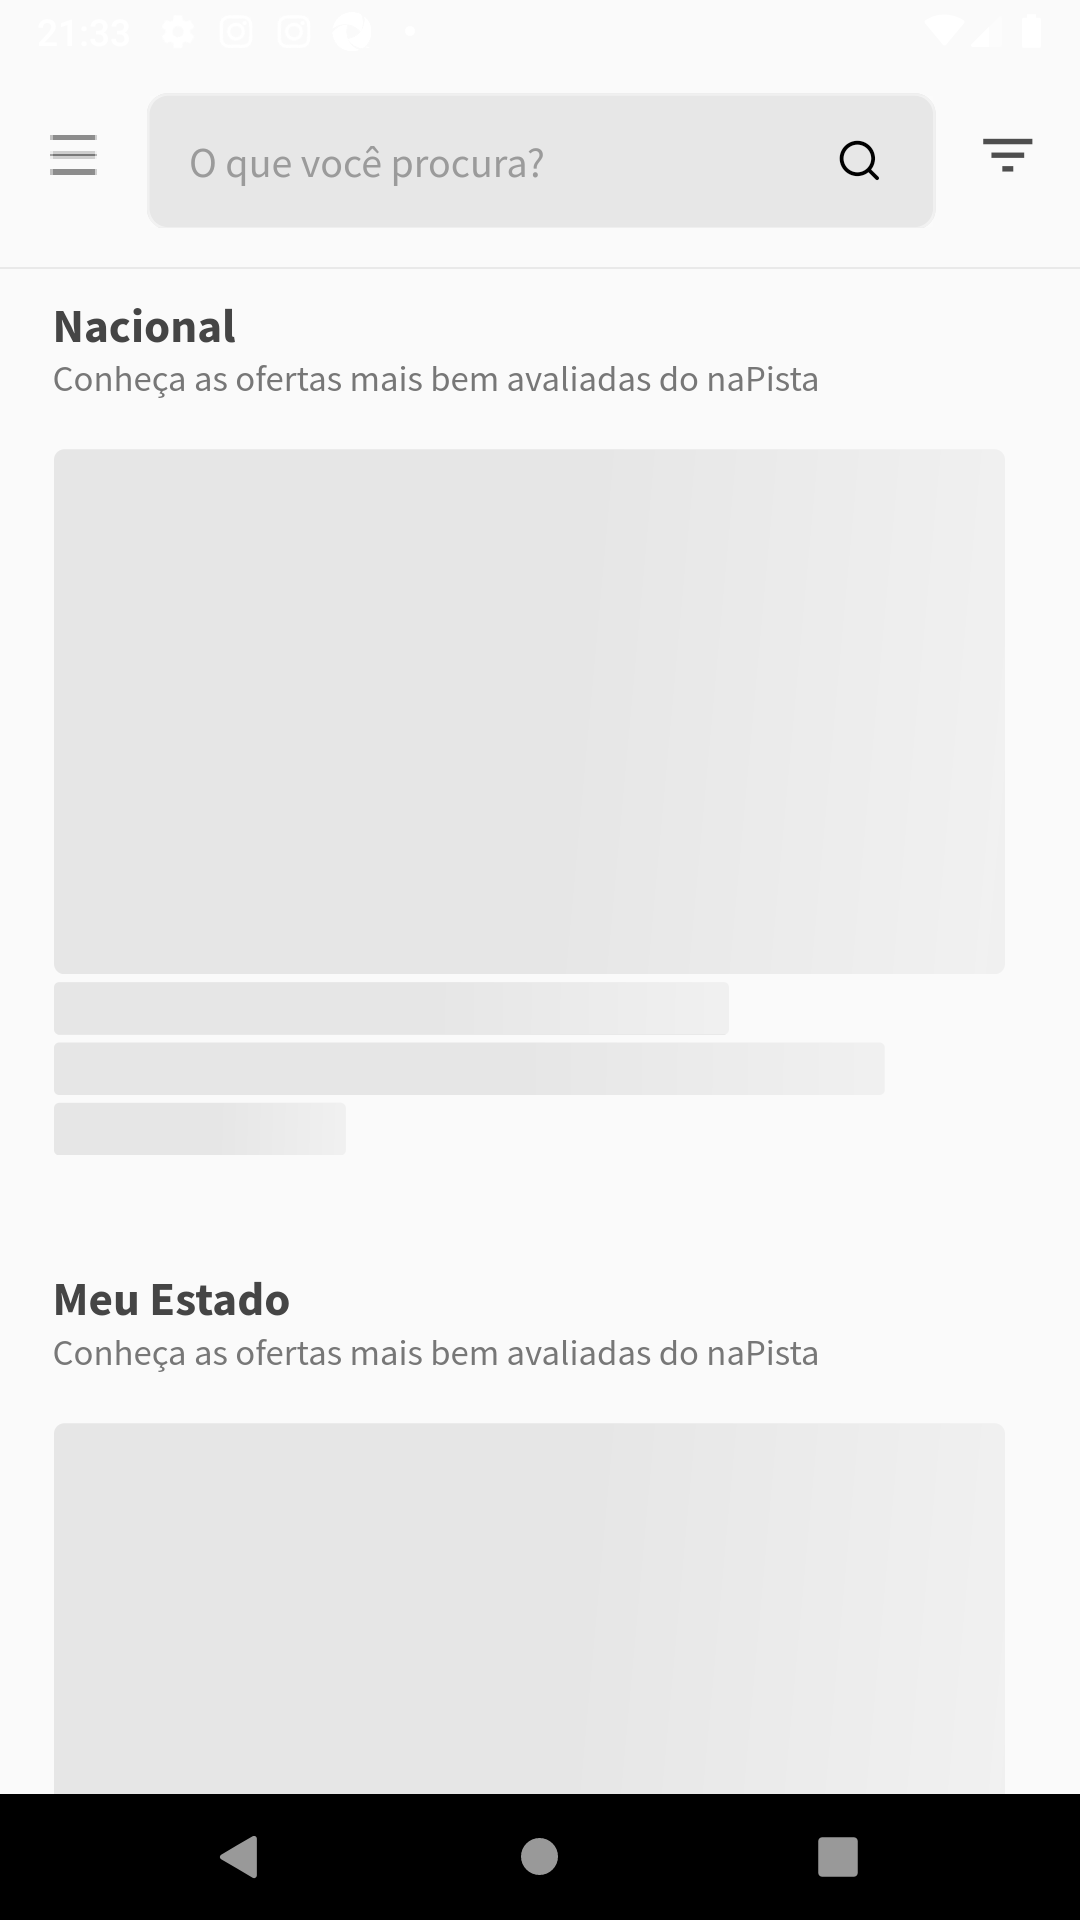 21:33
O que você procura?
Nacional
Conheça as ofertas mais bem avaliadas do naPista
Meu Estado
Conheça as ofertas mais bem avaliadas do naPista